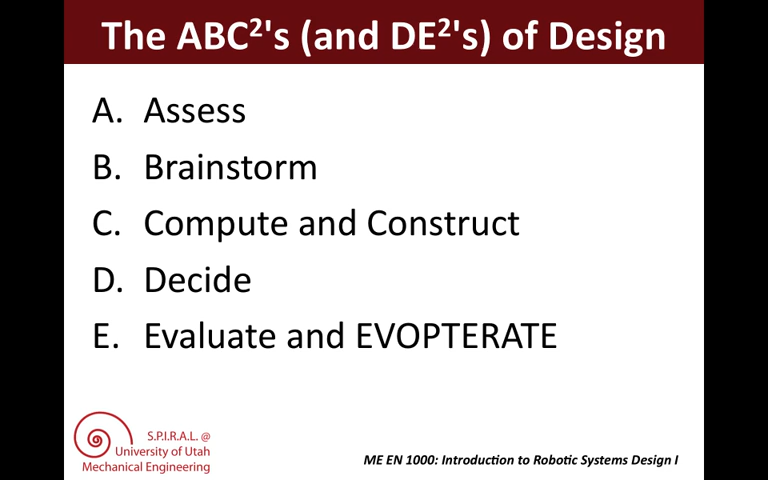 The ABC²'s (and DE²'s) of Design
A. Assess
B. Brainstorm
C. Compute and Construct
D. Decide
E. Evaluate and EVOPTERATE
S.P.I.R.A.L. @
University of Utah
Mechanical Engineering
ME EN 1000: Introduction to Robotic Systems Design I